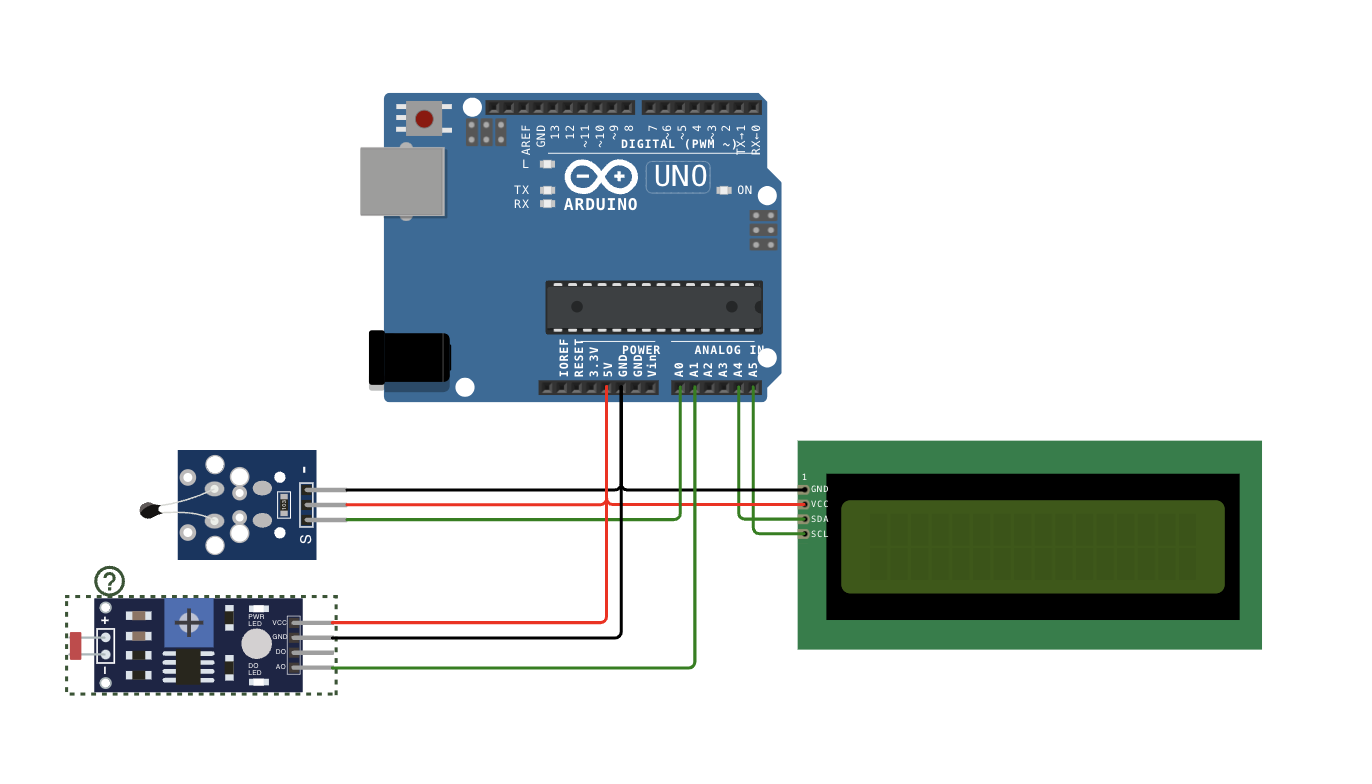 AREF
GND
13
12
~11
~10
~9
8
7
~6
~5
4
~3
2
TX→1
RX←0
DIGITAL (PWM ~)
L
TX
RX
UNO
ON
ARDUINO
POWER
ANALOG IN
IOREF
RESET
3.3V
5V
GND
GND
Vin
A0
A1
A2
A3
A4
A5
-
103
S
1
GND
VCC
SDA
SCL
?
+
-
PWR
LED
VCC
GND
DO
AO
DO
LED